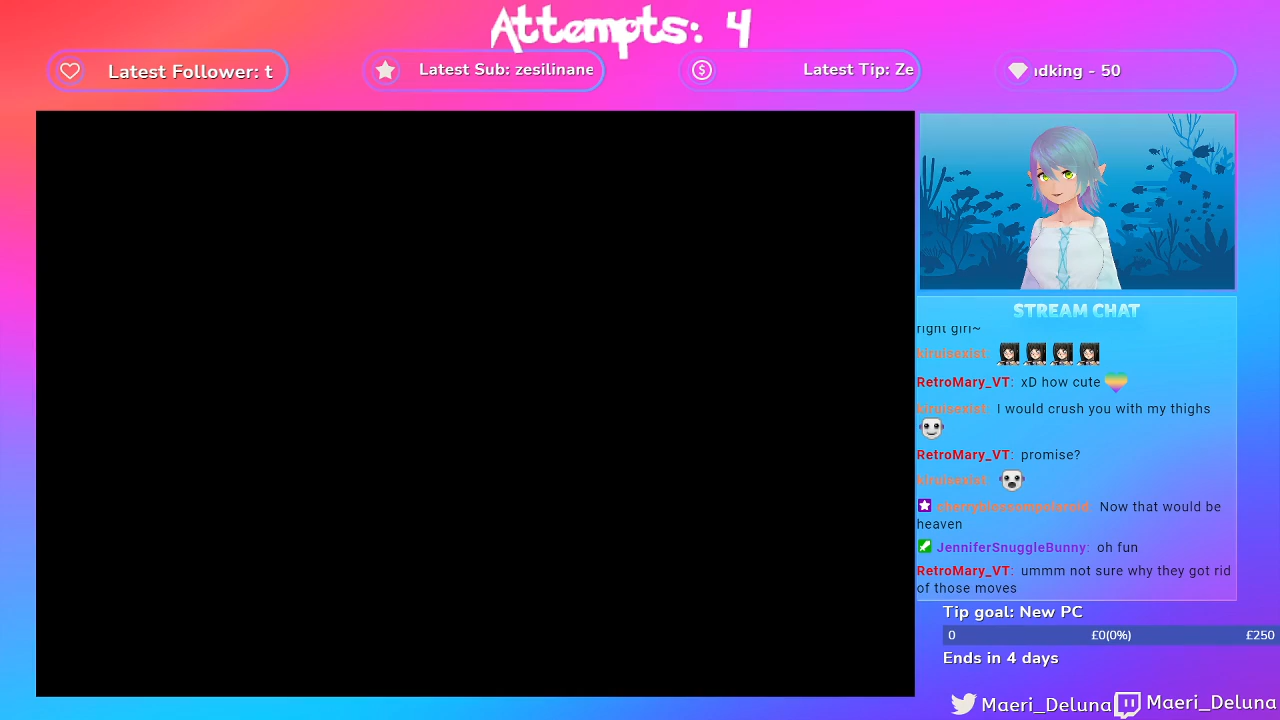 Attempts: 4
Latest Follower: t
Latest Sub: zesilinane
Latest Tip: Ze
dking - 50
STREAM CHAT
right girl~
kiruisexist:
RetroMary_VT: xD how cute
kiruisexist: I would crush you with my thighs
RetroMary_VT: promise?
kiruisexist:
cherryblossompolaroid: Now that would be
heaven
JenniferSnuggleBunny: oh fun
RetroMary_VT: ummm not sure why they got rid
of those moves
Tip goal: New PC
0 £0(0%) £250
Ends in 4 days
Maeri_Deluna Maeri_Deluna